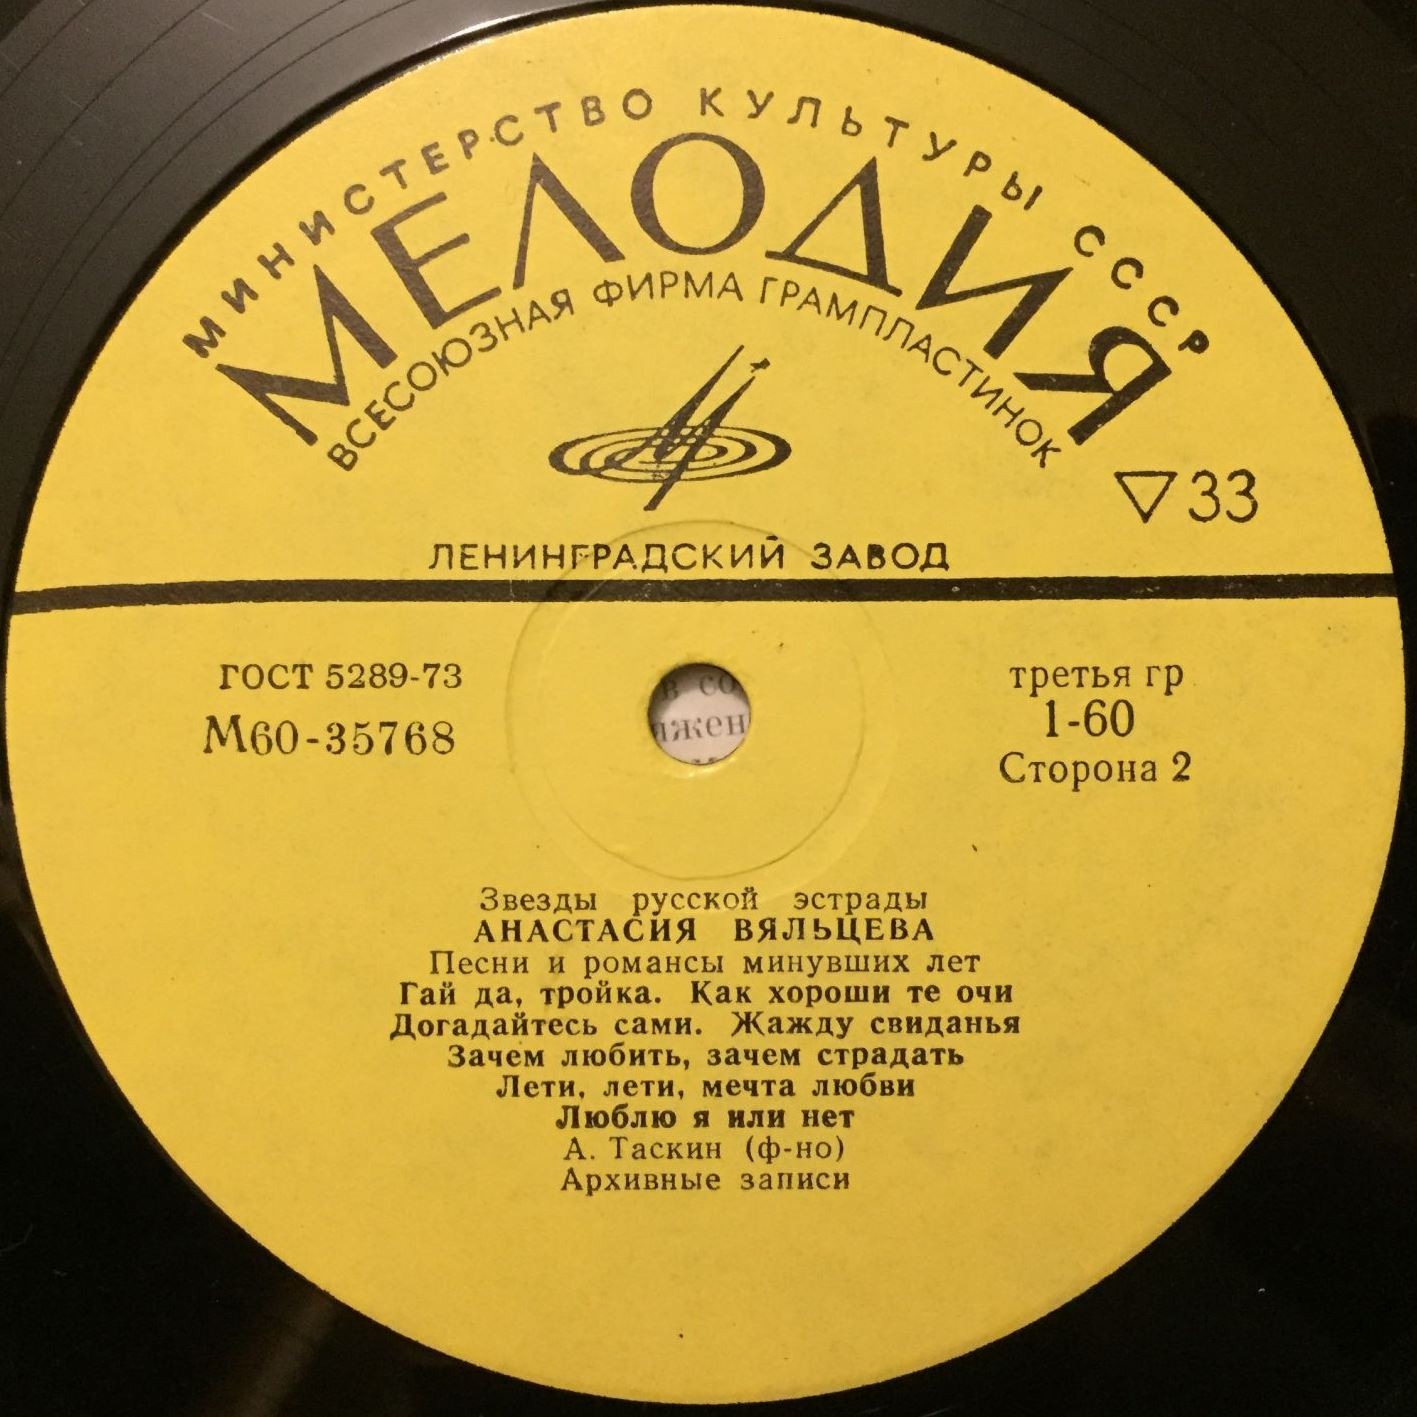 МИНИСТЕРСТВО КУЛЬТУРЫ СССР
МЕЛОДИЯ
ВСЕСОЮЗНАЯ ФИРМА ГРАМПЛАСТИНОК
33
ЛЕНИНГРАДСКИЙ ЗАВОД
ГОСТ 5289-73
М60-35768
третья гр
1-60
Сторона 2
Звезды русской эстрады
АНАСТАСИЯ ВЯЛЬЦЕВА
Песни и романсы минувших лет
Гай да, тройка. Как хороши те очи
Догадайтесь сами. Жажду свиданья
Зачем любить, зачем страдать
Лети, лети, мечта любви
Люблю я или нет
А. Таскин (ф-но)
Архивные записи